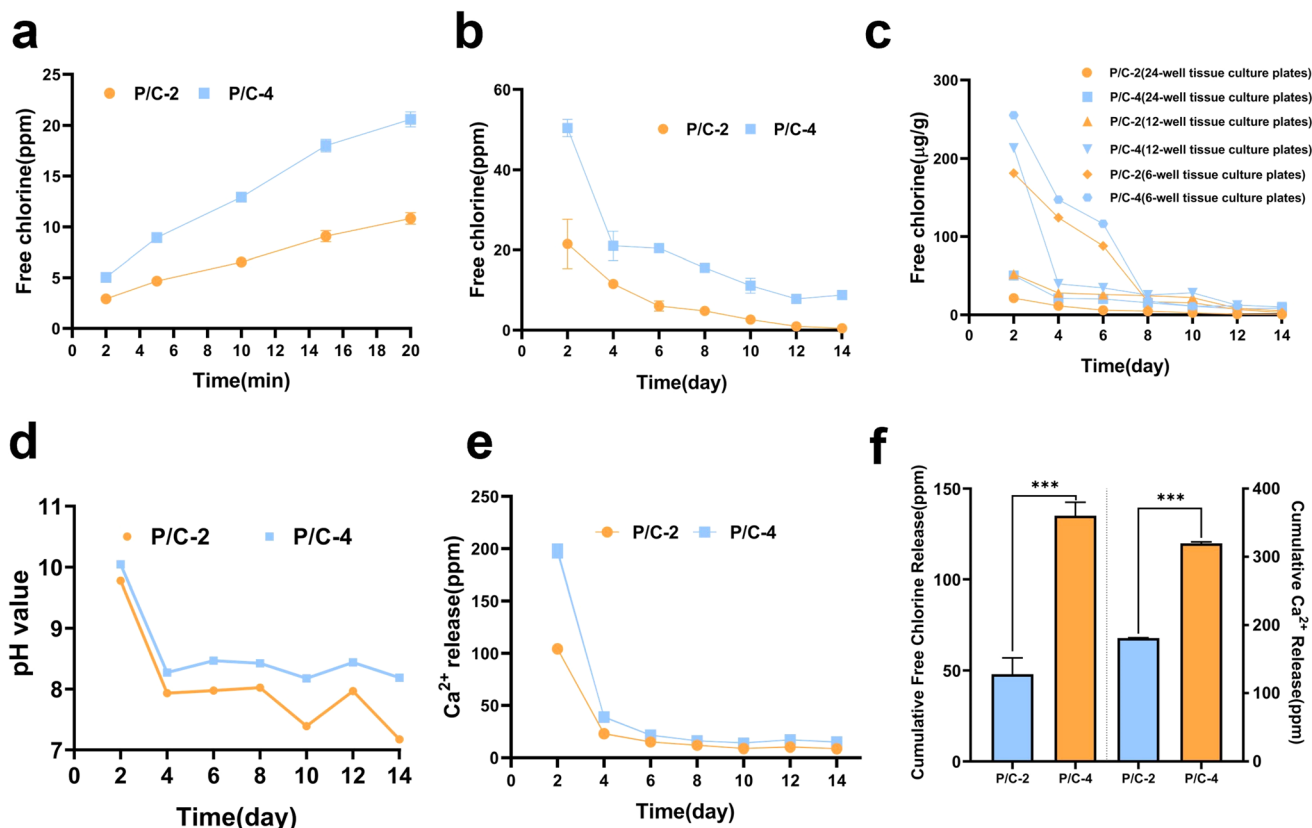 a
Free chlorine(ppm)
25
20
15
10
5
0
P/C-2
P/C-4
0 2 4 6 8 10 12 14 16 18 20
Time(min)
b
Free chlorine(ppm)
60
40
20
0
P/C-2
P/C-4
0 2 4 6 8 10 12 14
Time(day)
c
Free chlorine(μg/g)
300
200
100
0
P/C-2(24-well tissue culture plates)
P/C-4(24-well tissue culture plates)
P/C-2(12-well tissue culture plates)
P/C-4(12-well tissue culture plates)
P/C-2(6-well tissue culture plates)
P/C-4(6-well tissue culture plates)
0 2 4 6 8 10 12 14
Time(day)
d
pH value
11
10
9
8
7
P/C-2
P/C-4
0 2 4 6 8 10 12 14
Time(day)
e
Ca²⁺ release(ppm)
250
200
150
100
50
0
P/C-2
P/C-4
0 2 4 6 8 10 12 14
Time(day)
f
Cumulative Free Chlorine Release(ppm)
150
100
50
0
***
***
400
300
200
100
0
Cumulative Ca²⁺
Release(ppm)
P/C-2 P/C-4 P/C-2 P/C-4